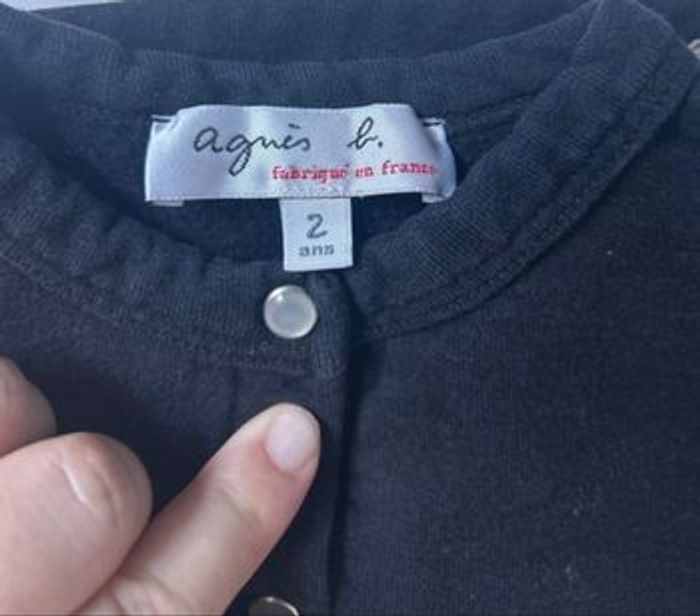 agnès b.
fabriqué en france
2
ans